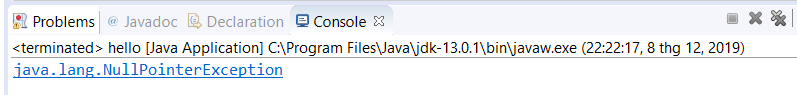 Problems @ Javadoc Declaration Console
<terminated> hello [Java Application] C:\Program Files\Java\jdk-13.0.1\bin\javaw.exe (22:22:17, 8 thg 12, 2019)
java.lang.NullPointerException